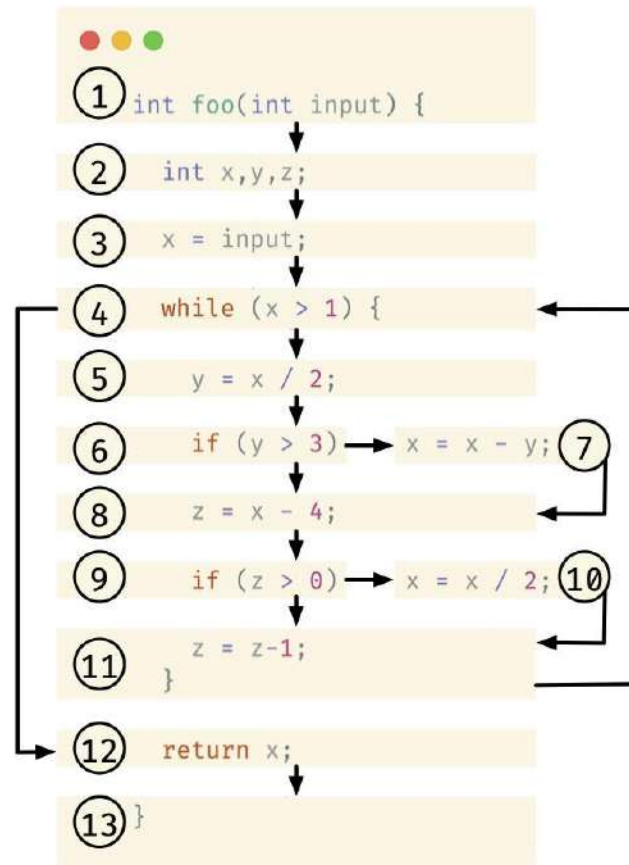 1 int foo(int input) {
2 int x,y,z;
3 x = input;
4 while (x > 1) {
5 y = x / 2;
6 if (y > 3) x = x - y; 7
8 z = x - 4;
9 if (z > 0) x = x / 2; 10
z = z-1;
11 }
12 return x;
13 }